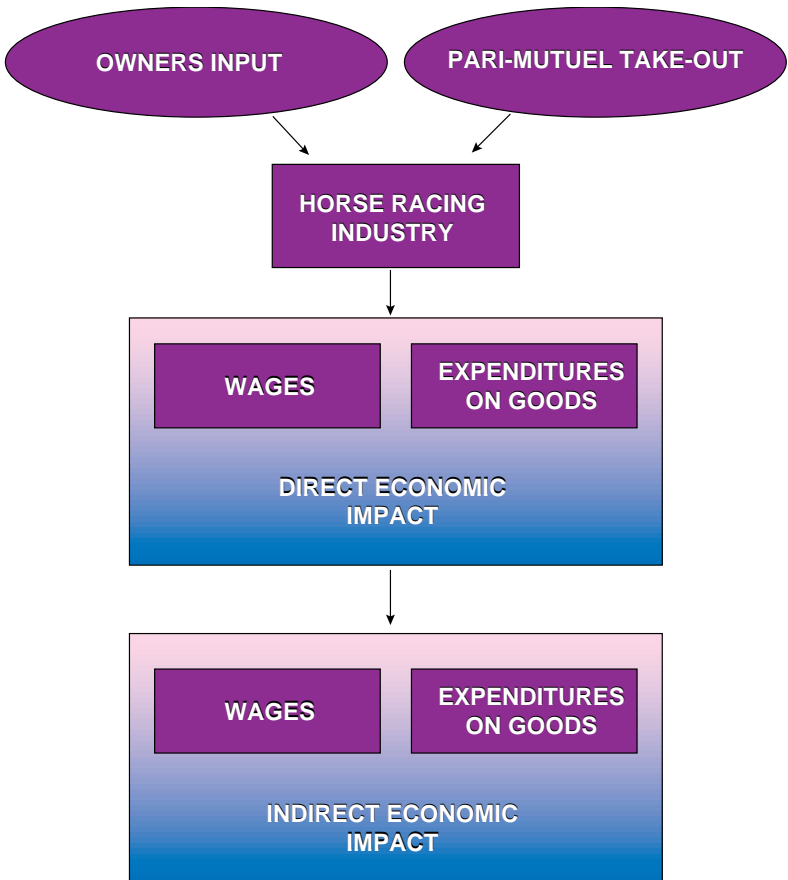 OWNERS INPUT
PARI-MUTUEL TAKE-OUT
HORSE RACING
INDUSTRY
WAGES
EXPENDITURES
ON GOODS
DIRECT ECONOMIC
IMPACT
WAGES
EXPENDITURES
ON GOODS
INDIRECT ECONOMIC
IMPACT